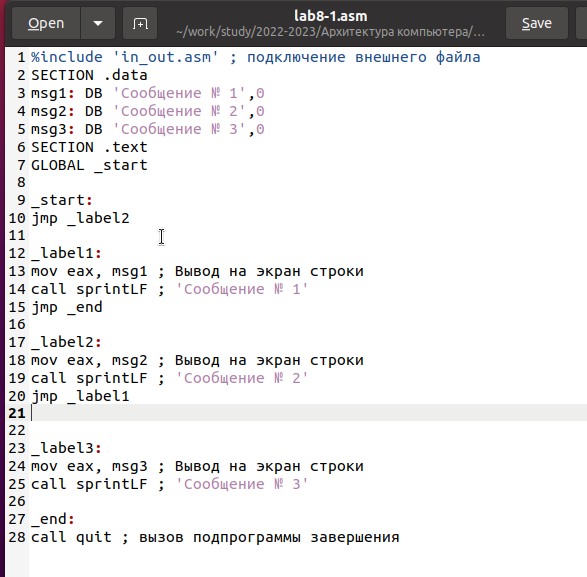 Open
lab8-1.asm
~/work/study/2022-2023/Архитектура компьютера/…
Save
1 %include 'in_out.asm' ; подключение внешнего файла
2 SECTION .data
3 msg1: DB 'Сообщение № 1',0
4 msg2: DB 'Сообщение № 2',0
5 msg3: DB 'Сообщение № 3',0
6 SECTION .text
7 GLOBAL _start
8
9 _start:
10 jmp _label2
11
12 _label1:
13 mov eax, msg1 ; Вывод на экран строки
14 call sprintLF ; 'Сообщение № 1'
15 jmp _end
16
17 _label2:
18 mov eax, msg2 ; Вывод на экран строки
19 call sprintLF ; 'Сообщение № 2'
20 jmp _label1
21
22
23 _label3:
24 mov eax, msg3 ; Вывод на экран строки
25 call sprintLF ; 'Сообщение № 3'
26
27 _end:
28 call quit ; вызов подпрограммы завершения